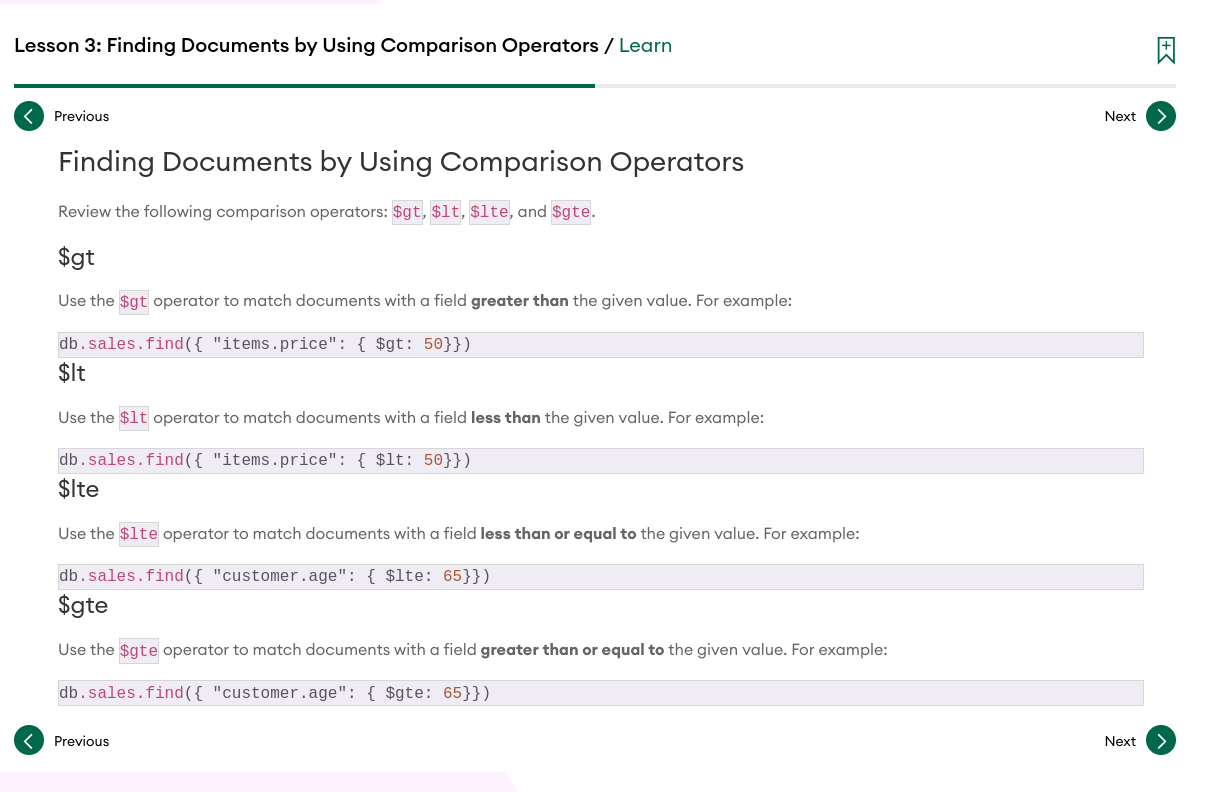 Lesson 3: Finding Documents by Using Comparison Operators / Learn
Previous
Next
Finding Documents by Using Comparison Operators
Review the following comparison operators: $gt, $lt, $lte, and $gte.
$gt
Use the $gt operator to match documents with a field greater than the given value. For example:
db.sales.find({ "items.price": { $gt: 50}})
$lt
Use the $lt operator to match documents with a field less than the given value. For example:
db.sales.find({ "items.price": { $lt: 50}})
$lte
Use the $lte operator to match documents with a field less than or equal to the given value. For example:
db.sales.find({ "customer.age": { $lte: 65}})
$gte
Use the $gte operator to match documents with a field greater than or equal to the given value. For example:
db.sales.find({ "customer.age": { $gte: 65}})
Previous
Next